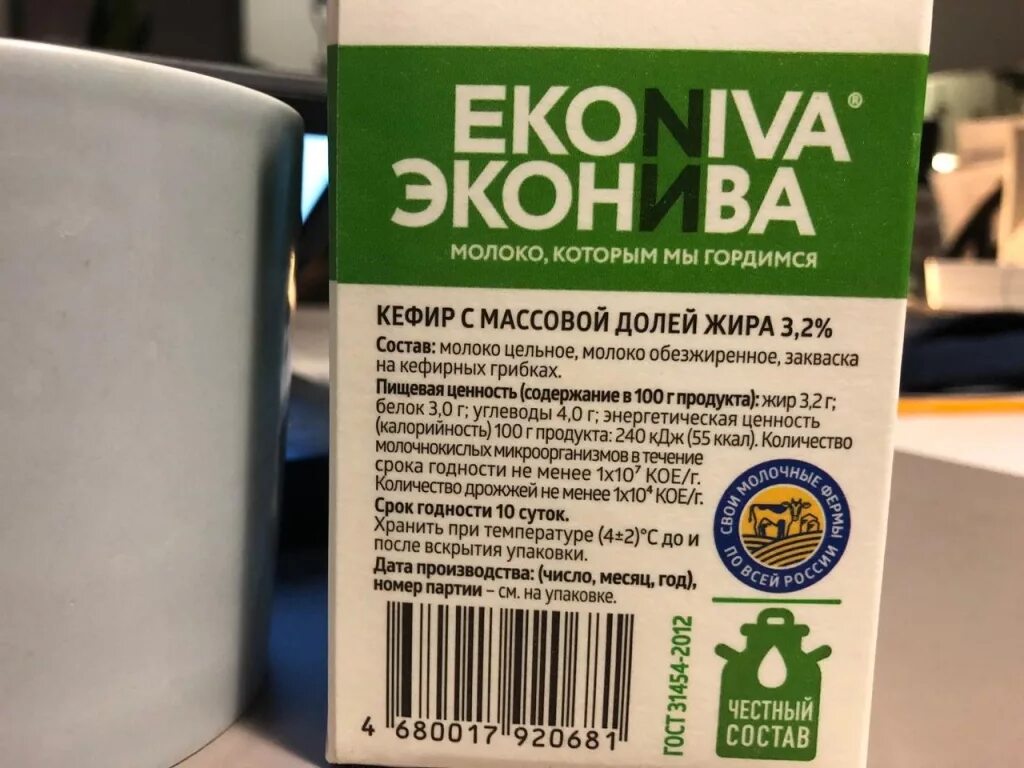 EKONIVA®
ЭКОНИВА
МОЛОКО, КОТОРЫМ МЫ ГОРДИМСЯ
КЕФИР С МАССОВОЙ ДОЛЕЙ ЖИРА 3,2%
Состав: молоко цельное, молоко обезжиренное, закваска
на кефирных грибках.
Пищевая ценность (содержание в 100 г продукта): жир 3,2 г;
белок 3,0 г; углеводы 4,0 г; энергетическая ценность
(калорийность) 100 г продукта: 240 кДж (55 ккал). Количество
молочнокислых микроорганизмов в течение
срока годности не менее 1х10⁷ КОЕ/г.
Количество дрожжей не менее 1х10⁴ КОЕ/г.
Срок годности 10 суток.
Хранить при температуре (4±2)°С до и
после вскрытия упаковки.
Дата производства: (число, месяц, год),
номер партии – см. на упаковке.
СВОИ МОЛОЧНЫЕ ФЕРМЫ
ПО ВСЕЙ РОССИИ
4 680017 920681
ГОСТ 31454-2012
ЧЕСТНЫЙ
СОСТАВ